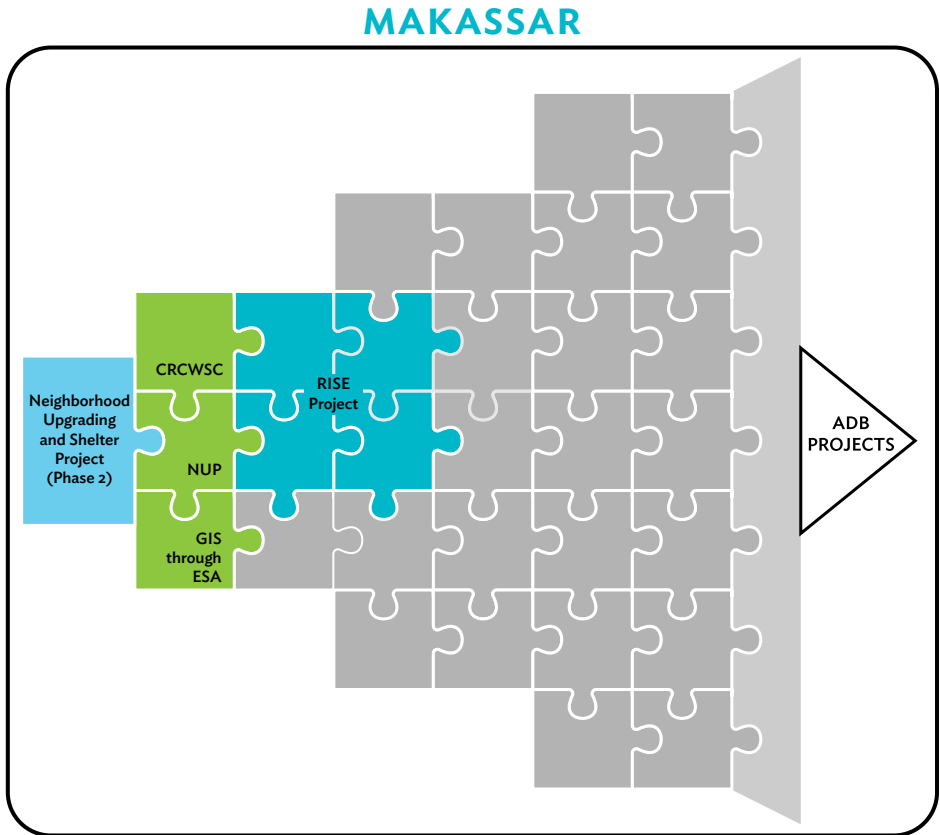 MAKASSAR
Neighborhood
Upgrading
and Shelter
Project
(Phase 2)
CRCWSC
NUP
GIS
through
ESA
RISE
Project
ADB
PROJECTS